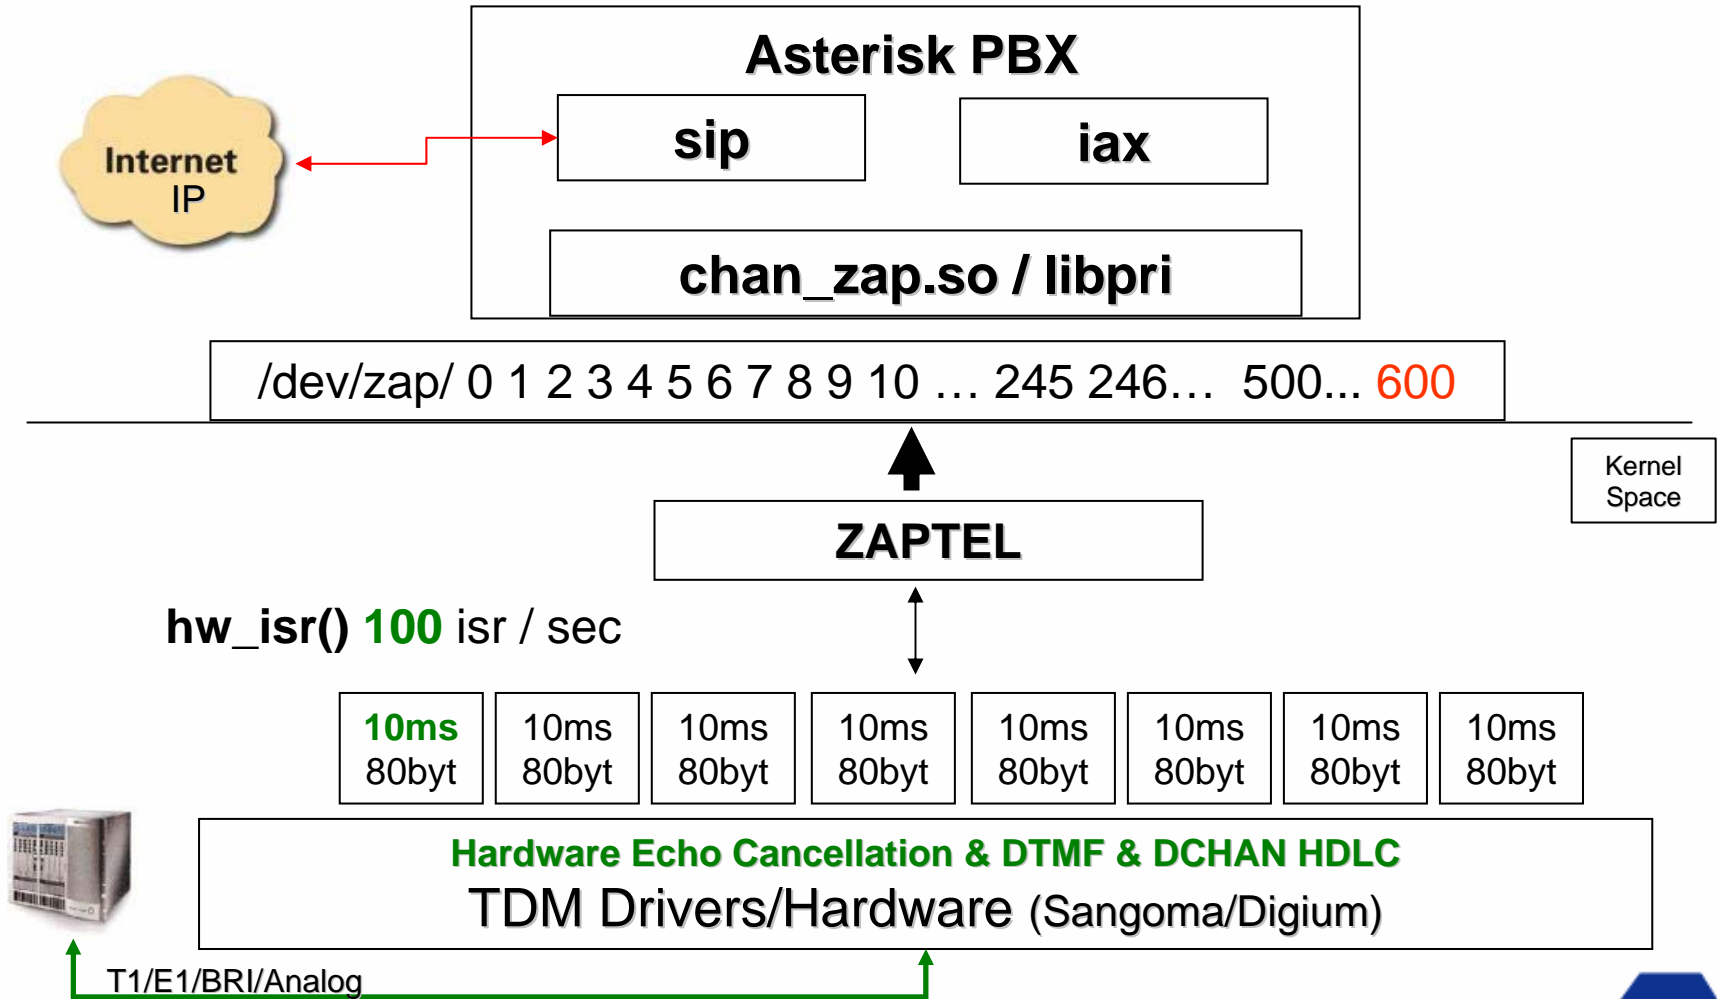 Asterisk PBX
sip
iax
Internet
IP
chan_zap.so / libpri
/dev/zap/ 0 1 2 3 4 5 6 7 8 9 10 … 245 246… 500... 600
Kernel
Space
ZAPTEL
hw_isr() 100 isr / sec
10ms
80byt
10ms
80byt
10ms
80byt
10ms
80byt
10ms
80byt
10ms
80byt
10ms
80byt
10ms
80byt
Hardware Echo Cancellation & DTMF & DCHAN HDLC
TDM Drivers/Hardware (Sangoma/Digium)
T1/E1/BRI/Analog